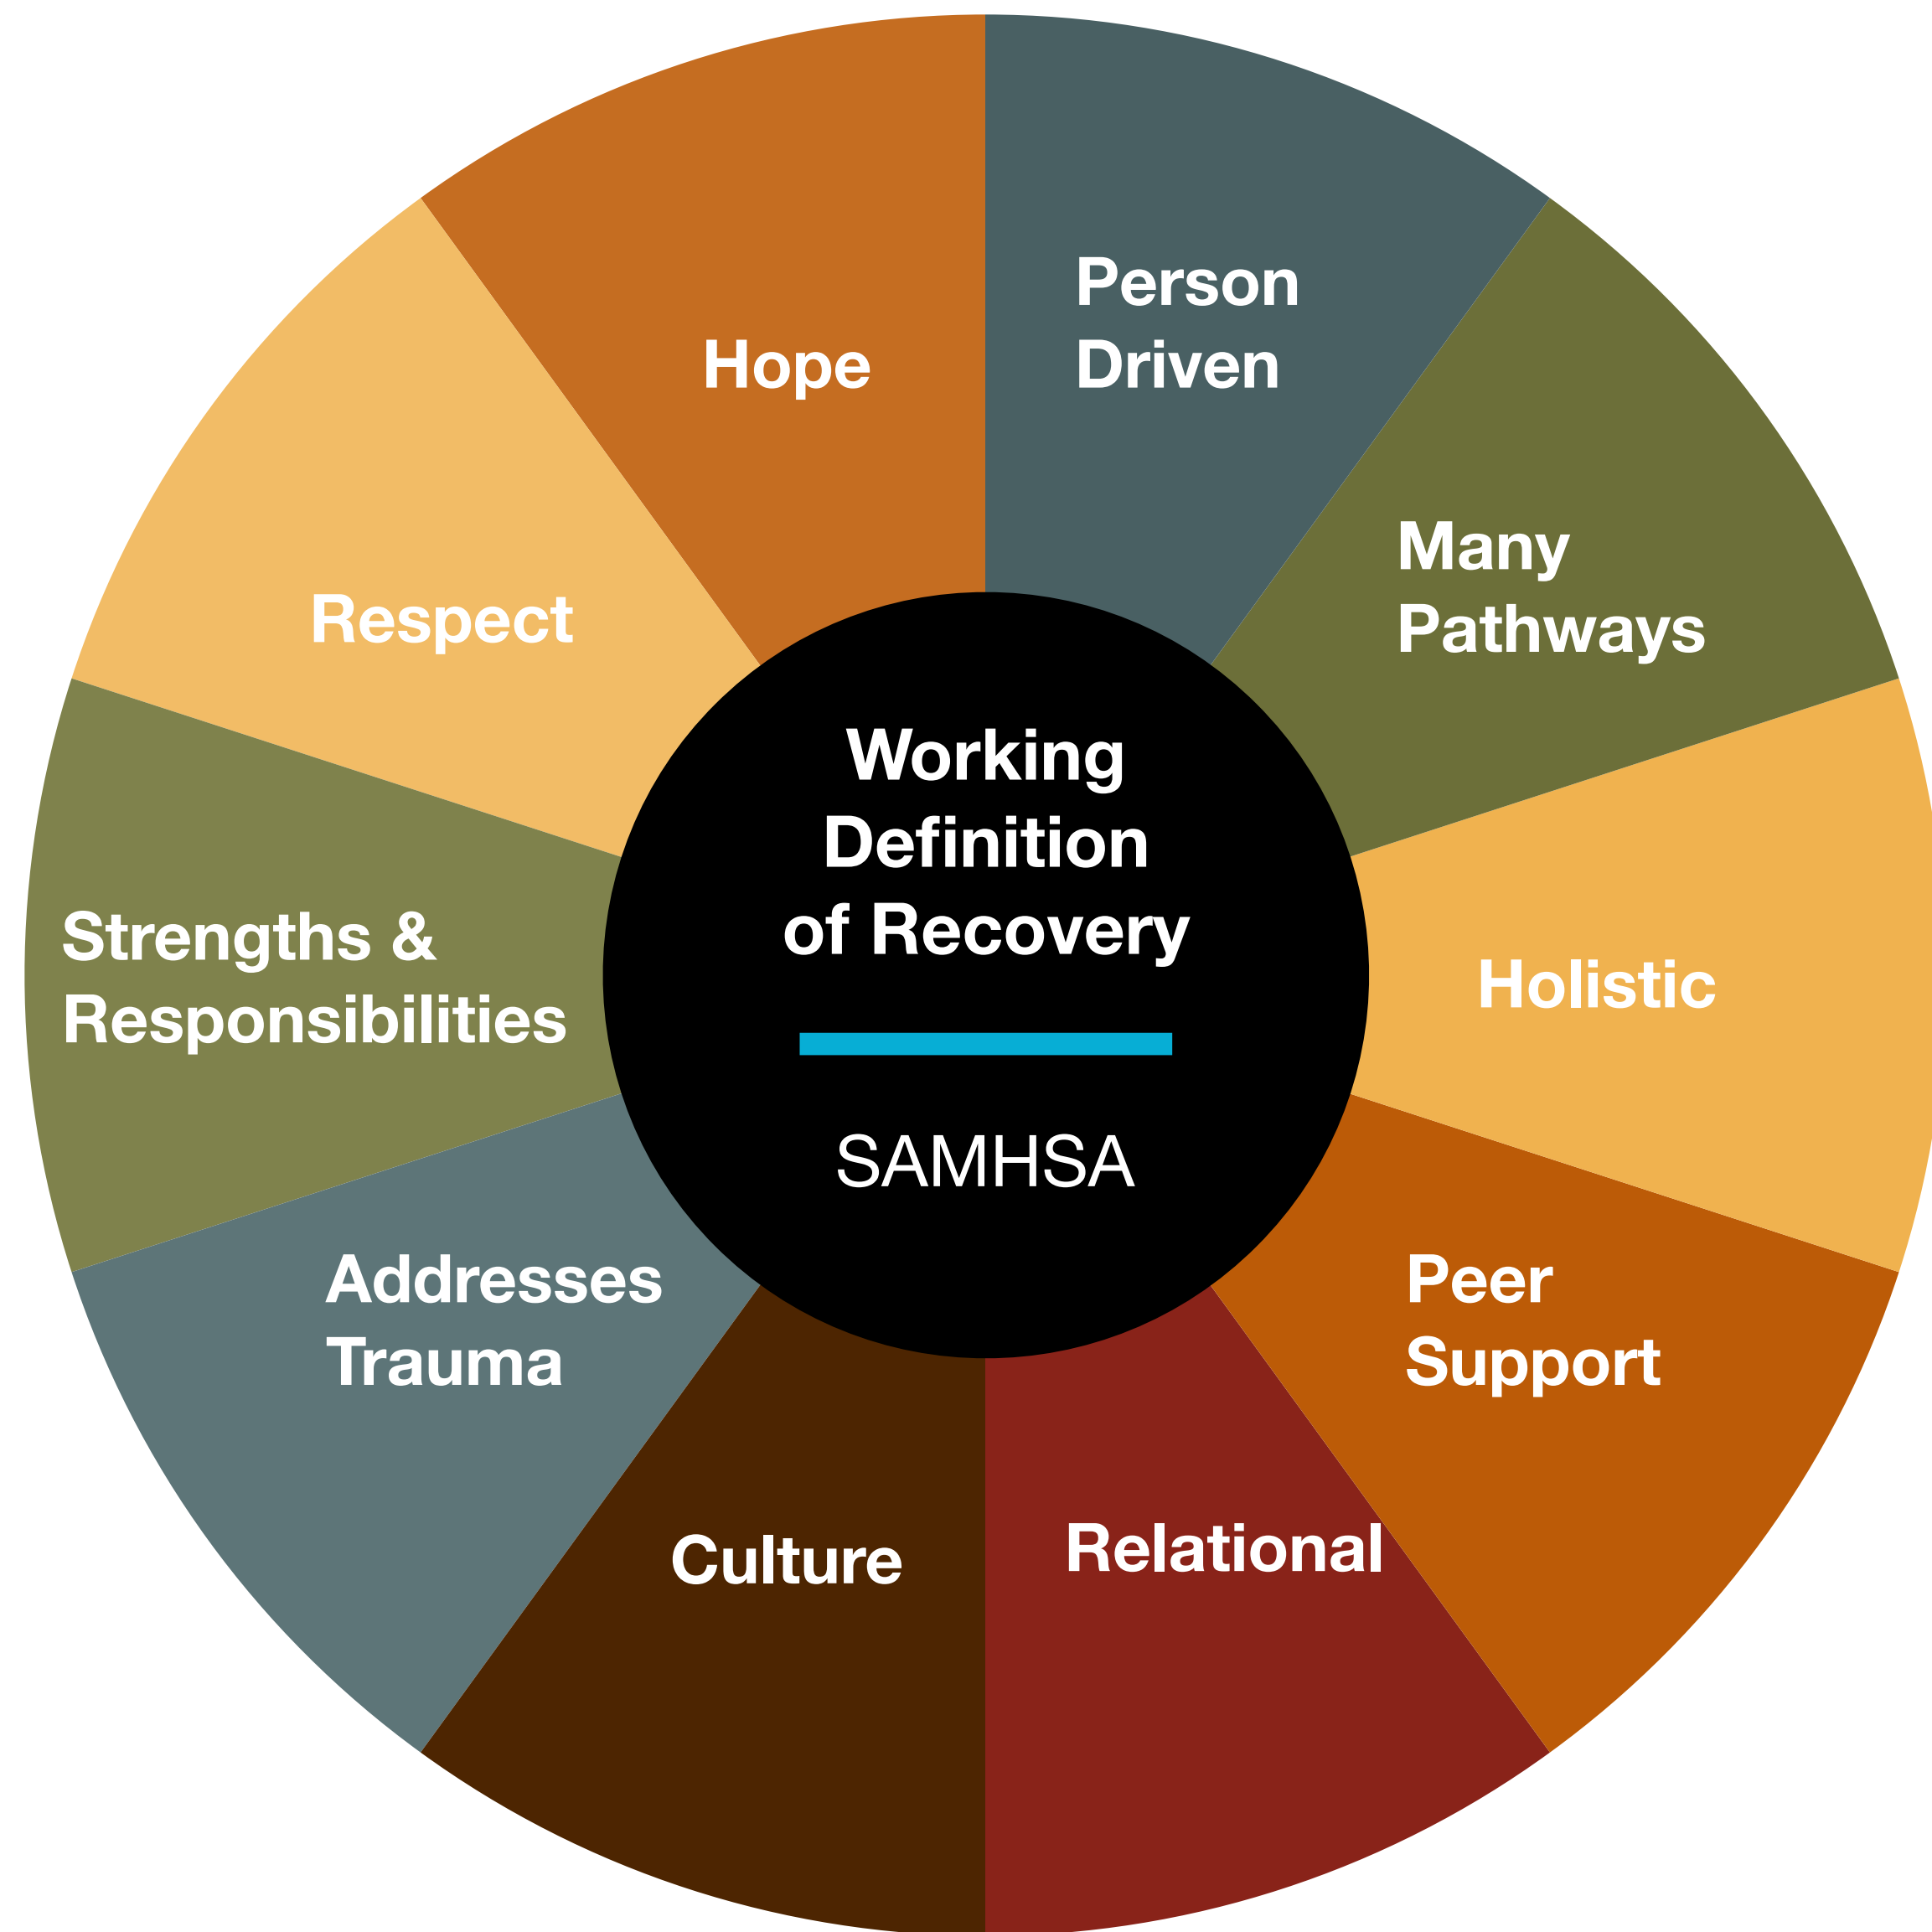 Person
Driven
Hope
Many
Pathways
Respect
Working
Definition
of Recovery
SAMHSA
Strengths &
Responsibilities
Holistic
Addresses
Trauma
Peer
Support
Culture
Relational